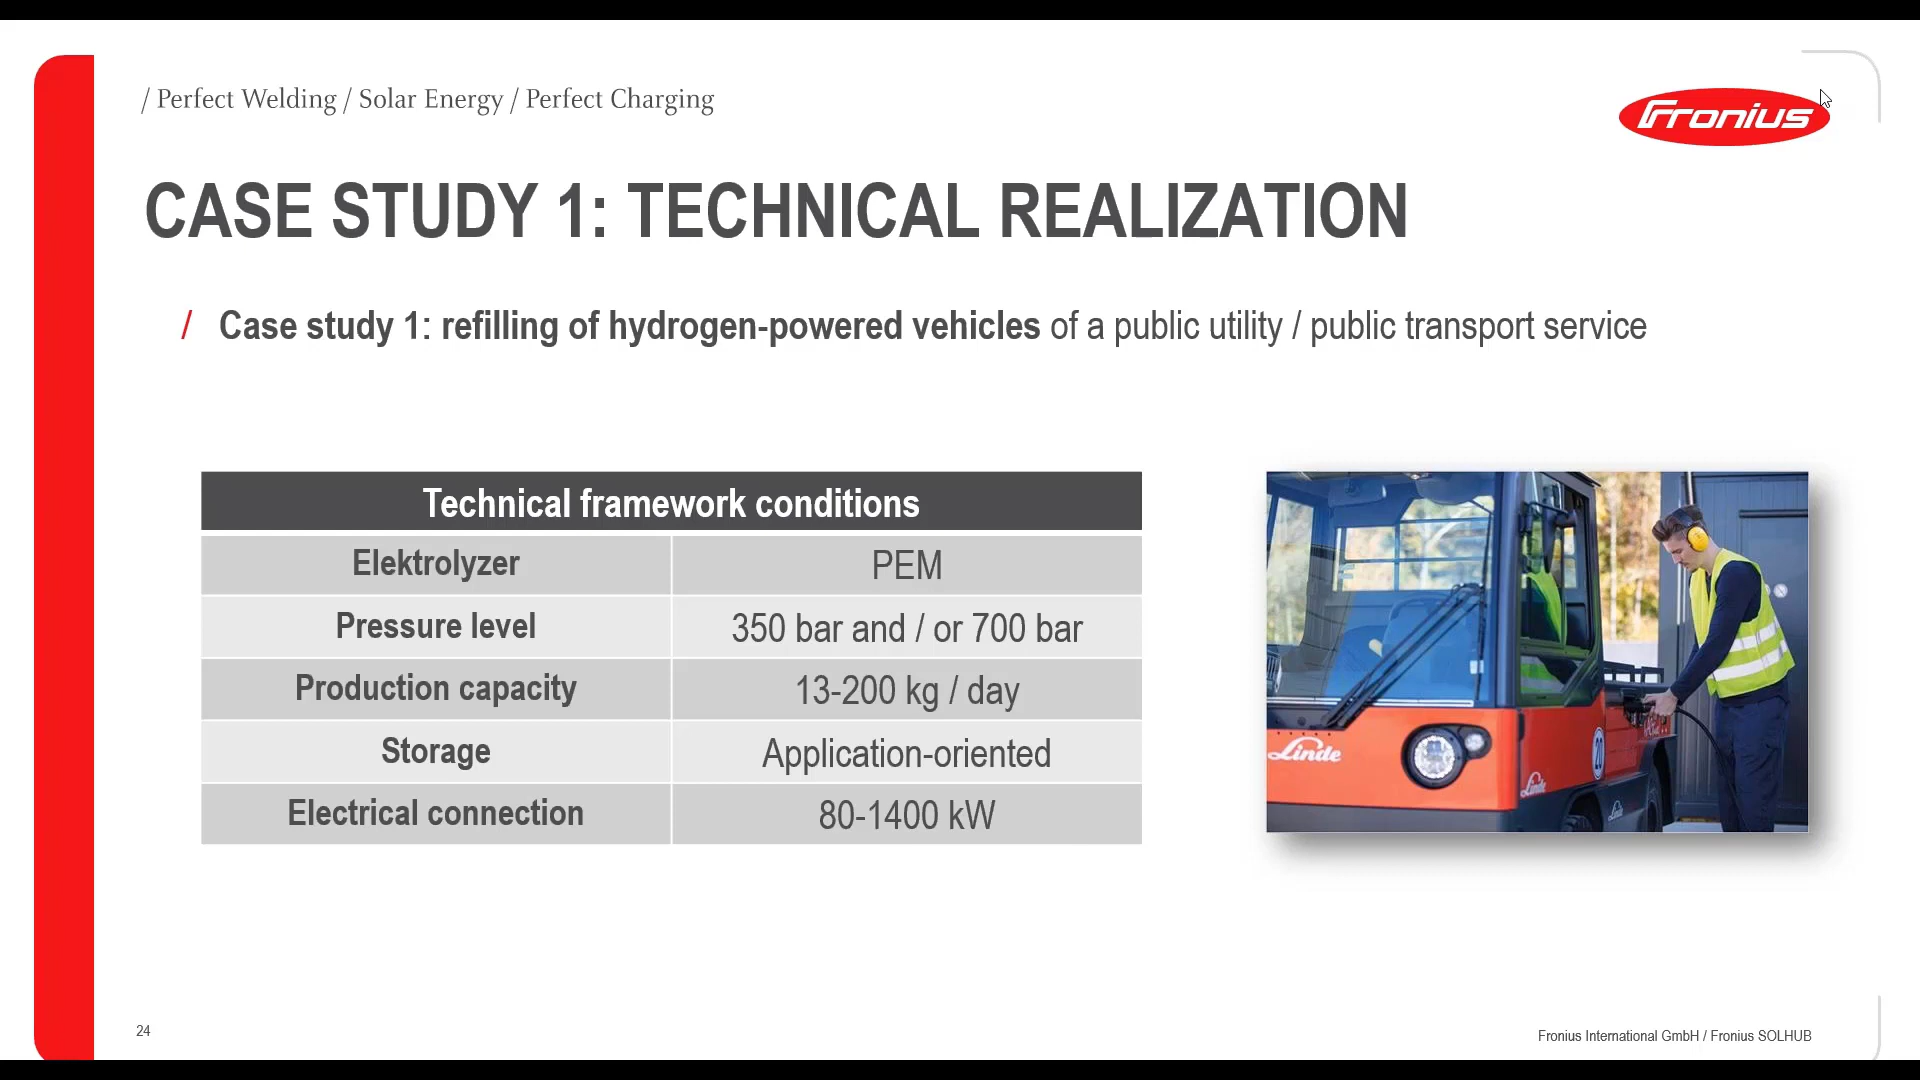 / Perfect Welding / Solar Energy / Perfect Charging
Fronius
CASE STUDY 1: TECHNICAL REALIZATION
/ Case study 1: refilling of hydrogen-powered vehicles of a public utility / public transport service
Technical framework conditions
Elektrolyzer PEM
Pressure level 350 bar and / or 700 bar
Production capacity 13-200 kg / day
Storage Application-oriented
Electrical connection 80-1400 kW
Linde
20
Linde
Linde
24
Fronius International GmbH / Fronius SOLHUB